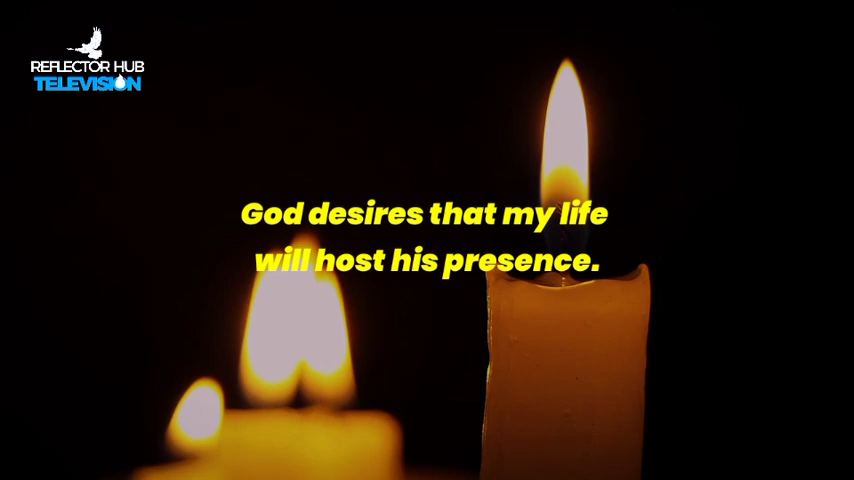 REFLECTOR HUB
TELEVISION
God desires that my life
will host his presence.